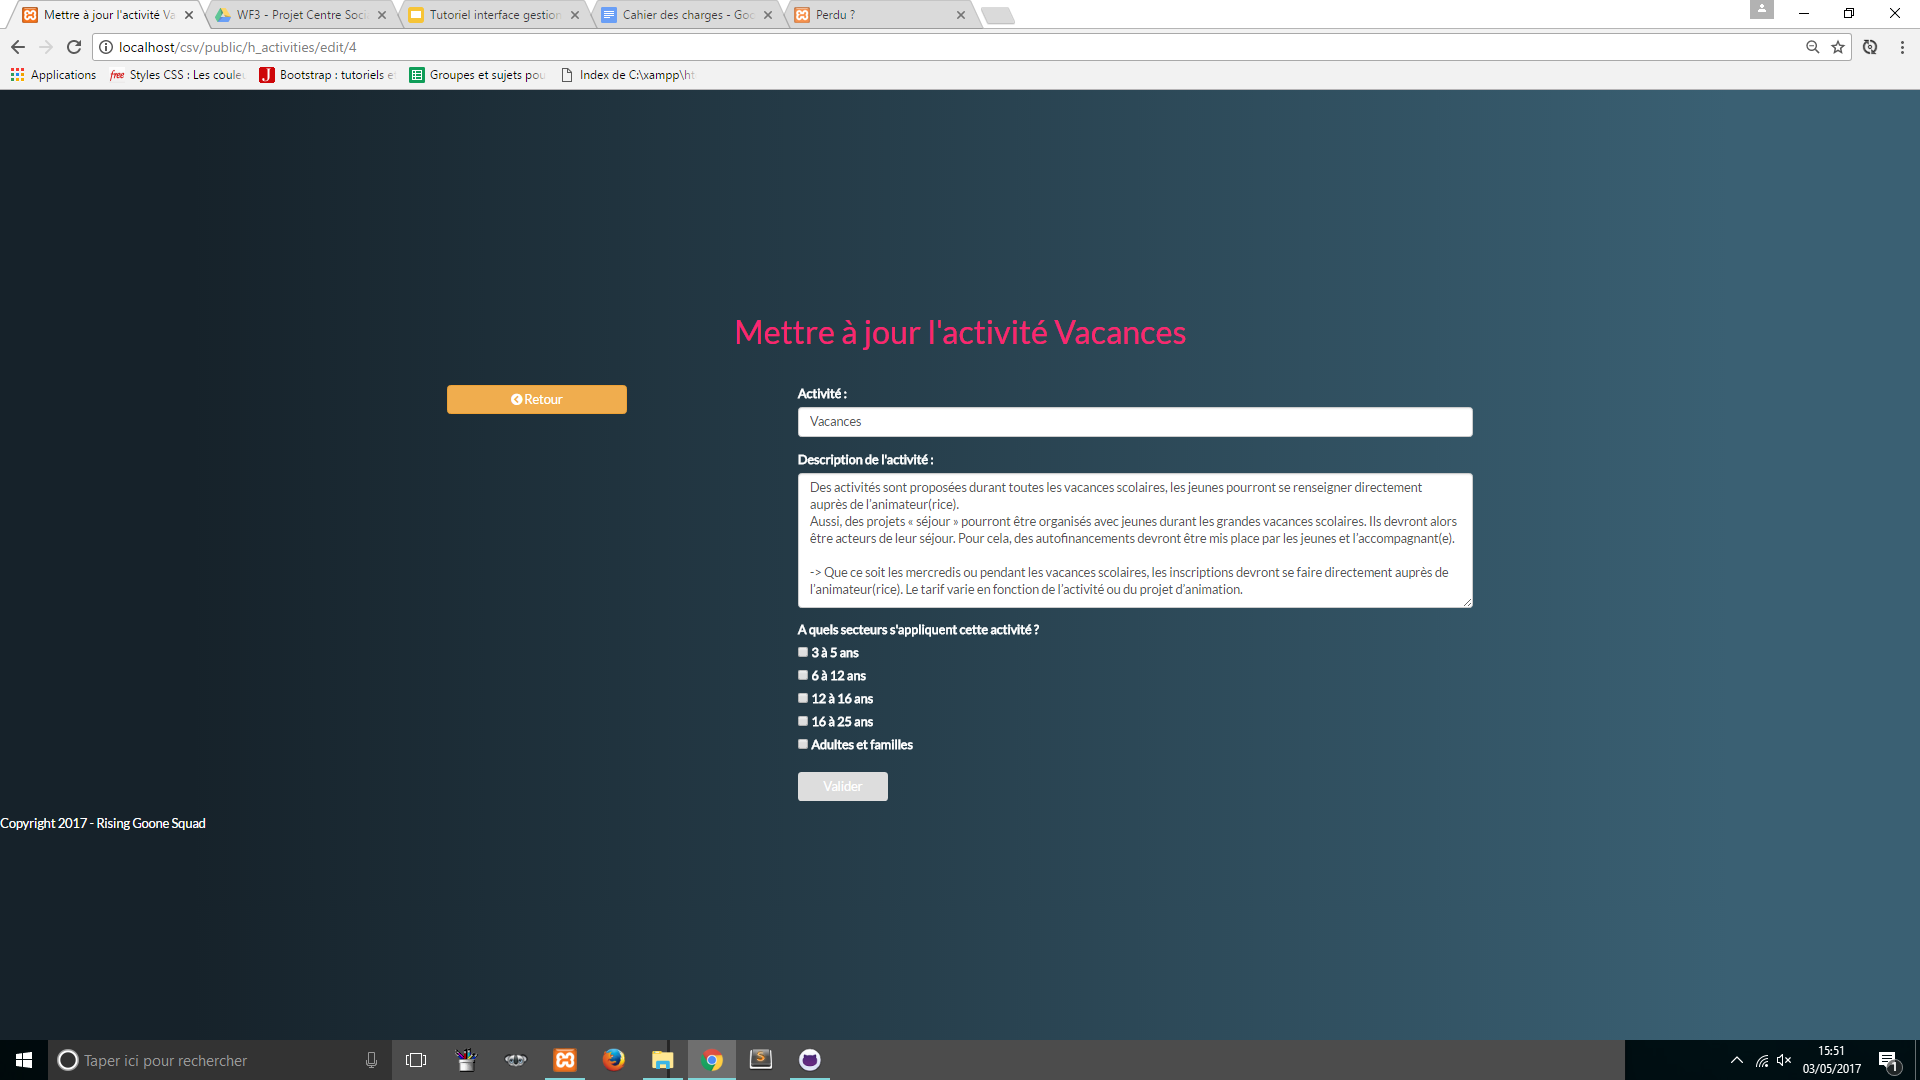 Mettre à jour l'activité Va
WF3 - Projet Centre Socia
Tutoriel interface gestion
Cahier des charges - Goo
Perdu ?
localhost/csv/public/h_activities/edit/4
Applications
free Styles CSS : Les couleu
J Bootstrap : tutoriels et
Groupes et sujets pou
Index de C:\xampp\ht
Mettre à jour l'activité Vacances
Retour
Activité :
Vacances
Description de l'activité :
Des activités sont proposées durant toutes les vacances scolaires, les jeunes pourront se renseigner directement
auprès de l’animateur(rice).
Aussi, des projets « séjour » pourront être organisés avec jeunes durant les grandes vacances scolaires. Ils devront alors
être acteurs de leur séjour. Pour cela, des autofinancements devront être mis place par les jeunes et l’accompagnant(e).
-> Que ce soit les mercredis ou pendant les vacances scolaires, les inscriptions devront se faire directement auprès de
l’animateur(rice). Le tarif varie en fonction de l’activité ou du projet d’animation.
A quels secteurs s'appliquent cette activité ?
3 à 5 ans
6 à 12 ans
12 à 16 ans
16 à 25 ans
Adultes et familles
Valider
Copyright 2017 - Rising Goone Squad
Taper ici pour rechercher
15:51
03/05/2017
1